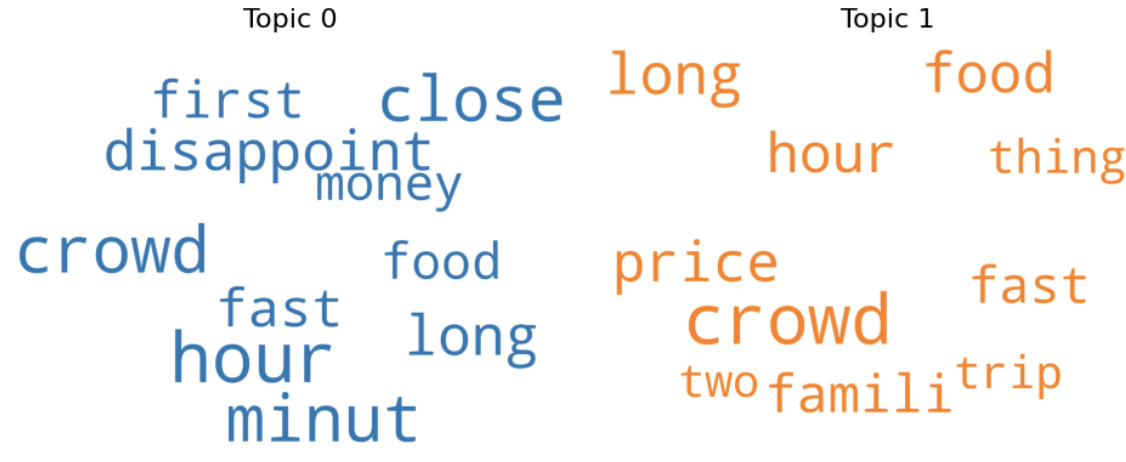 Topic 0
first
close
disappoint
money
crowd
food
fast
long
hour
minut
Topic 1
long
food
hour
thing
price
fast
crowd
trip
two
famili